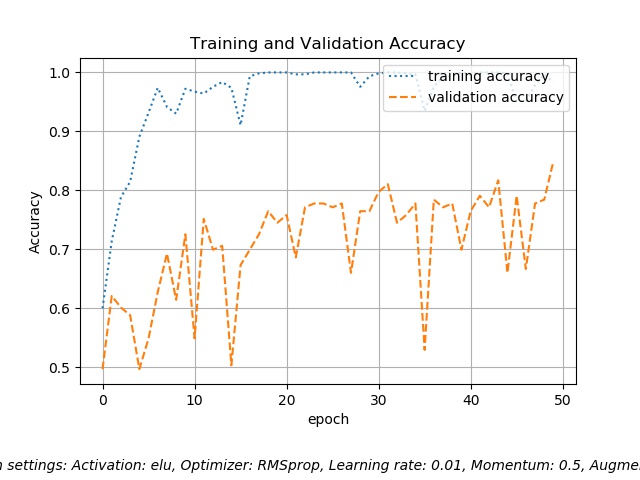 Training and Validation Accuracy
training accuracy
validation accuracy
1.0
0.9
0.8
0.7
0.6
0.5
Accuracy
0 10 20 30 40 50
epoch
settings: Activation: elu, Optimizer: RMSprop, Learning rate: 0.01, Momentum: 0.5,